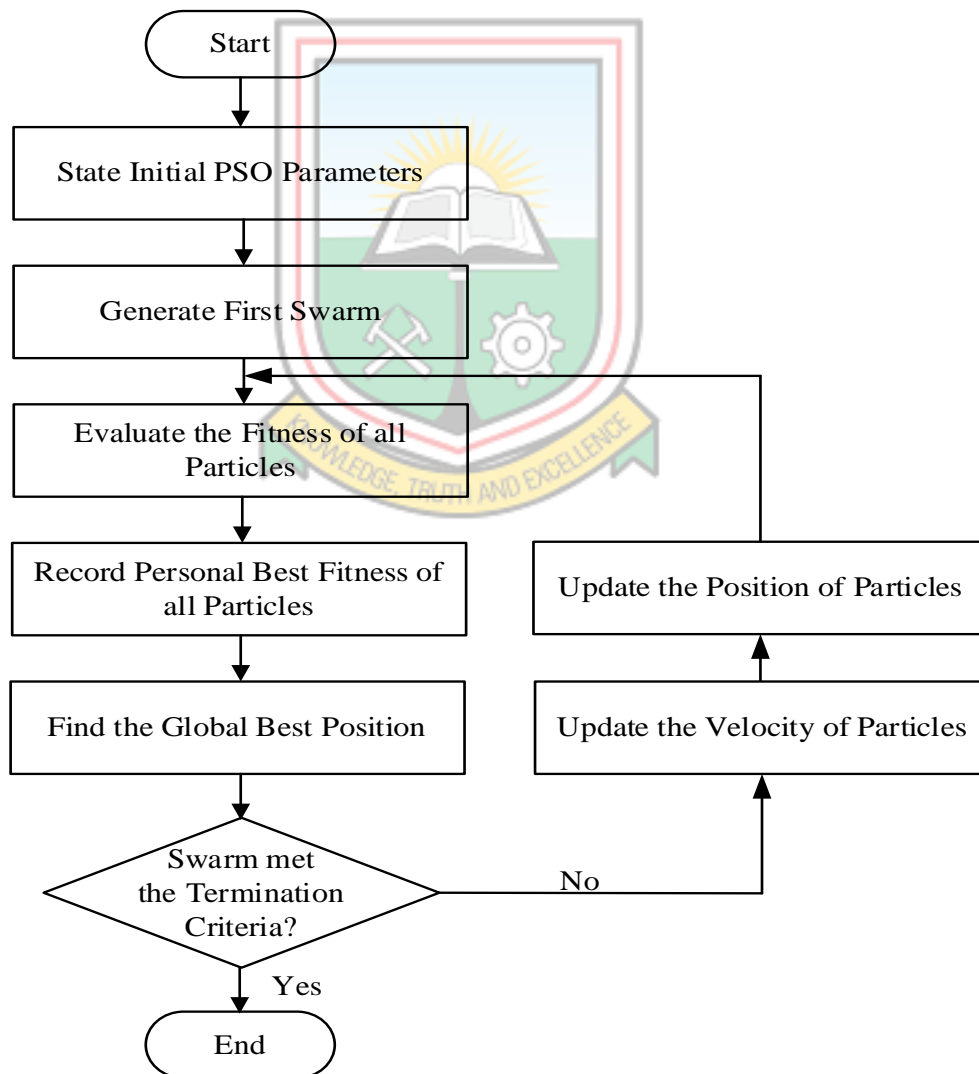 Start
State Initial PSO Parameters
Generate First Swarm
Evaluate the Fitness of all
Particles
KNOWLEDGE, TRUTH AND EXCELLENCE
Record Personal Best Fitness of
all Particles
Find the Global Best Position
Swarm met
the Termination
Criteria?
Yes
End
No
Update the Velocity of Particles
Update the Position of Particles